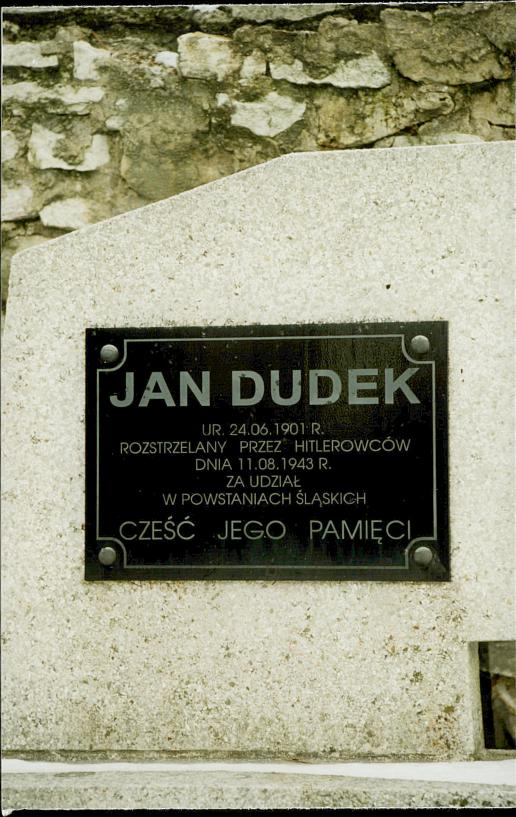 JAN DUDEK
UR. 24.06.1901 R.
ROZSTRZELANY PRZEZ HITLEROWCÓW
DNIA 11.08.1943 R.
ZA UDZIAŁ
W POWSTANIACH ŚLĄSKICH
CZEŚĆ JEGO PAMIĘCI